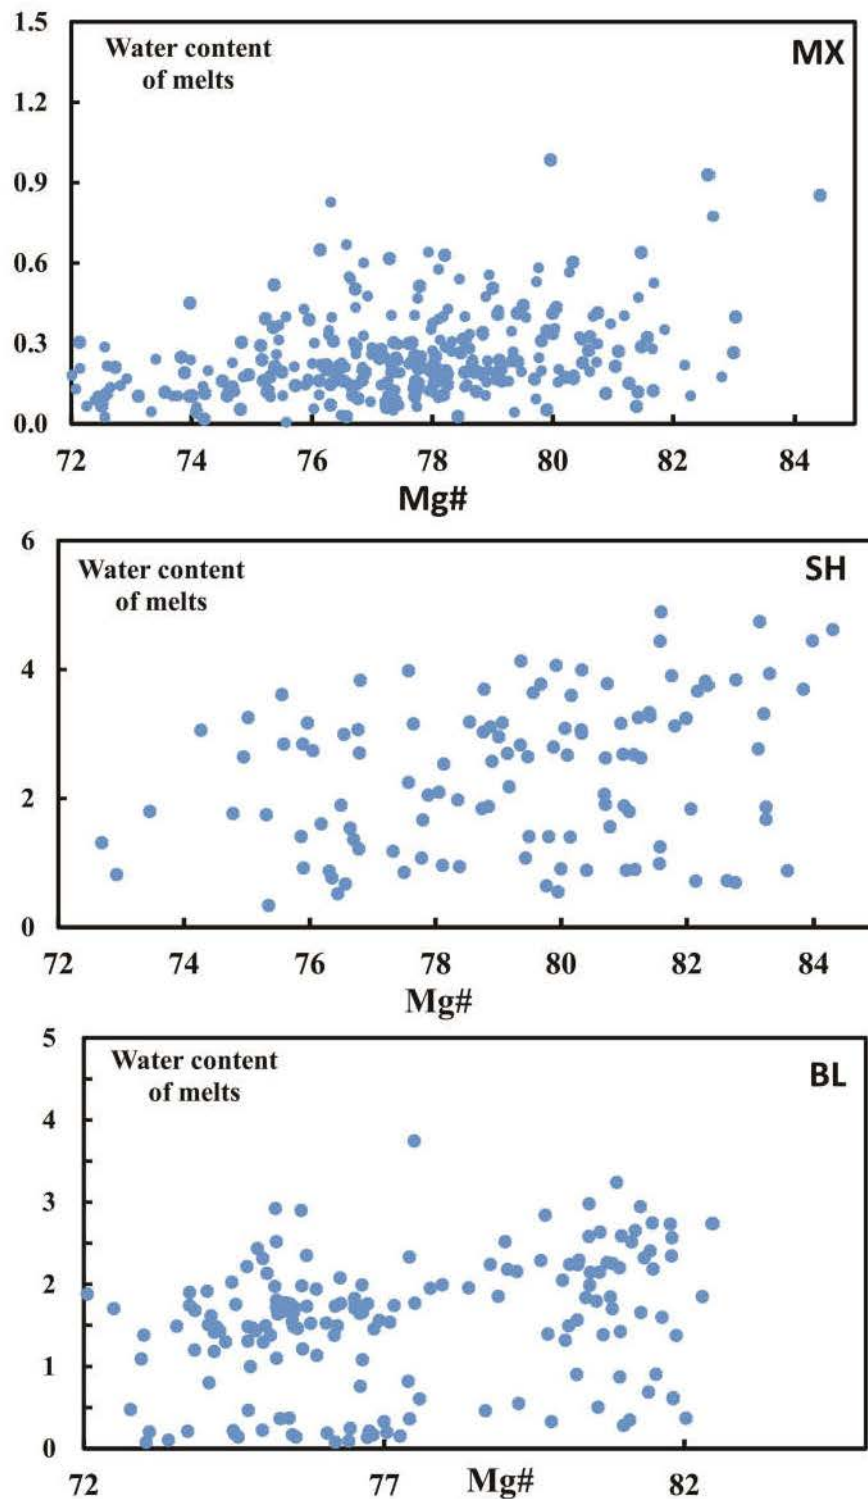 1.5
Water content
of melts
MX
1.2
0.9
0.6
0.3
0.0
72 74 76 78 80 82 84
Mg#
6
Water content
of melts
SH
4
2
0
72 74 76 78 80 82 84
Mg#
5
Water content
of melts
BL
4
3
2
1
0
72 77 82
Mg#